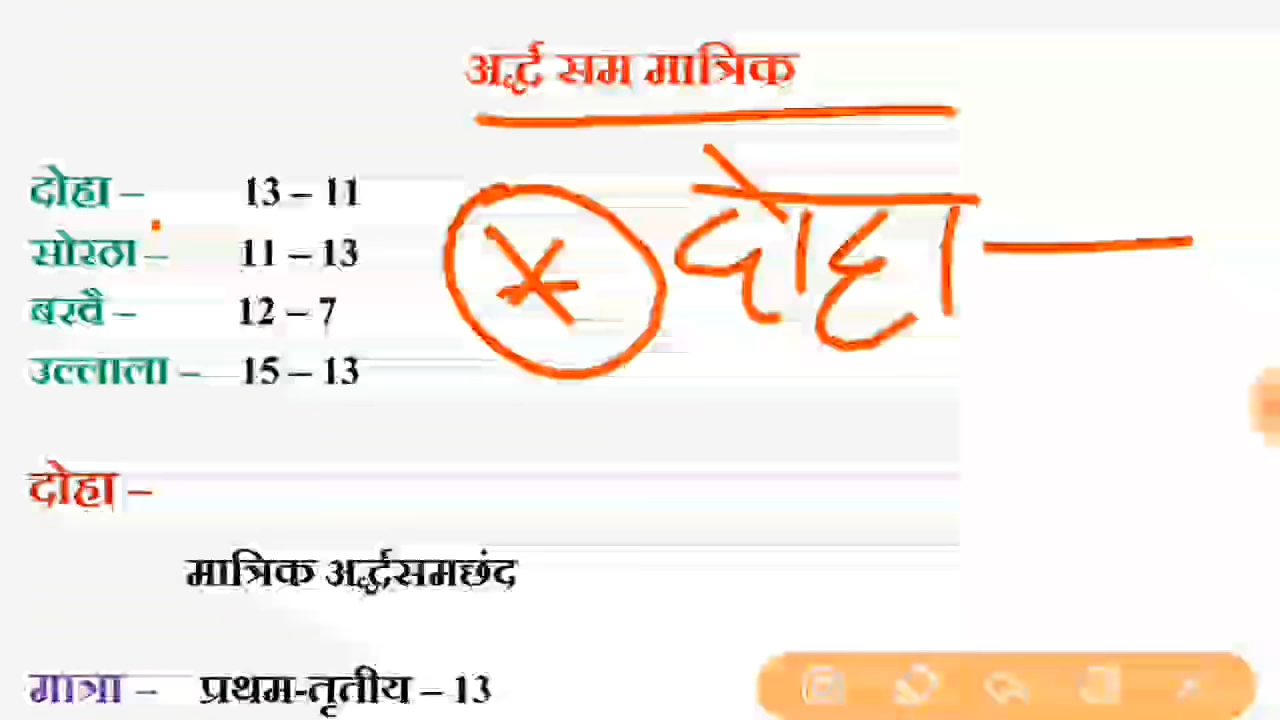 अर्द्ध सम मात्रिक
दोहा – 13 – 11
सोरठा – 11 – 13
बरवै – 12 – 7
उल्लाला – 15 – 13
* दोहा —
दोहा –
मात्रिक अर्द्धसमछंद
मात्रा – प्रथम-तृतीय – 13